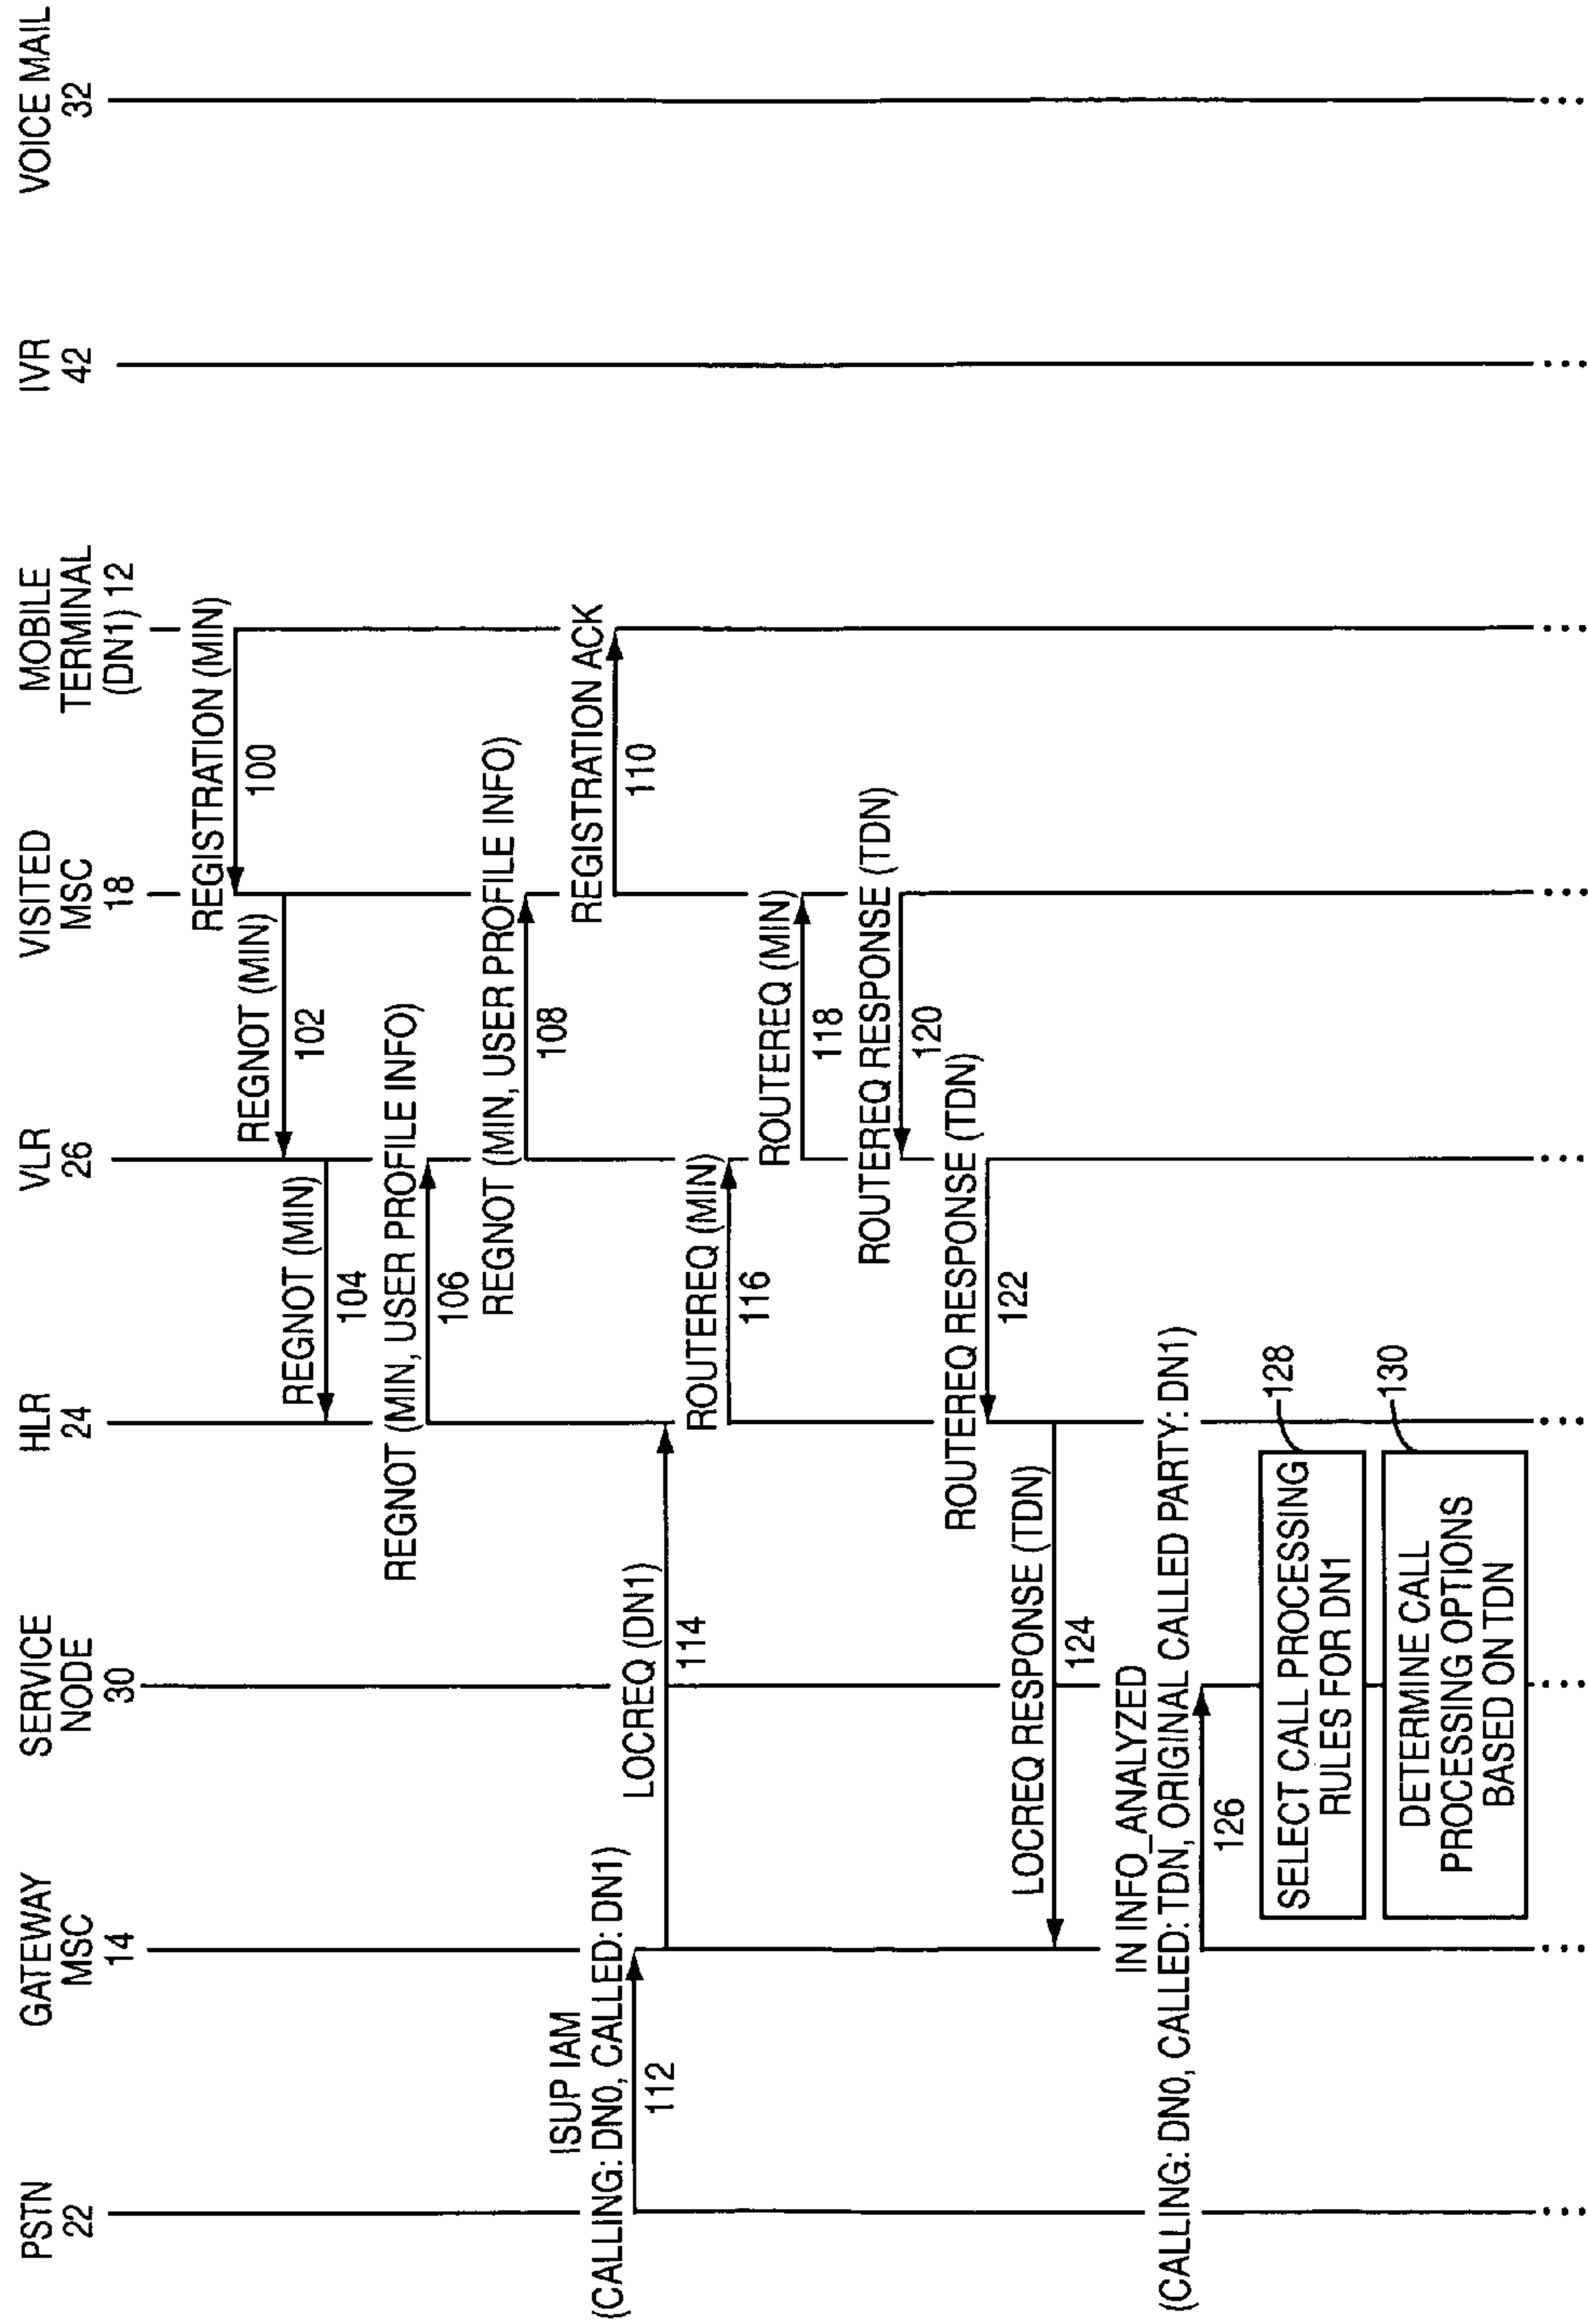 PSTN
22
GATEWAY
MSC
14
SERVICE
NODE
30
HLR
24
VLR
26
VISITED
MSC
18
MOBILE
TERMINAL
(DN1) 12
IVR
42
VOICE MAIL
32
REGISTRATION (MIN)
100
REGNOT (MIN)
102
REGNOT (MIN)
104
REGNOT (MIN, USER PROFILE INFO)
106
REGNOT (MIN, USER PROFILE INFO)
108
REGISTRATION ACK
110
ISUP IAM
(CALLING: DN0, CALLED: DN1)
112
LOCREQ (DN1)
114
ROUTEREQ (MIN)
116
ROUTEREQ (MIN)
118
ROUTEREQ RESPONSE (TDN)
120
ROUTEREQ RESPONSE (TDN)
122
LOCREQ RESPONSE (TDN)
124
IN INFO_ANALYZED
(CALLING: DN0, CALLED: TDN, ORIGINAL CALLED PARTY: DN1)
126
SELECT CALL PROCESSING
RULES FOR DN1
128
DETERMINE CALL
PROCESSING OPTIONS
BASED ON TDN
130